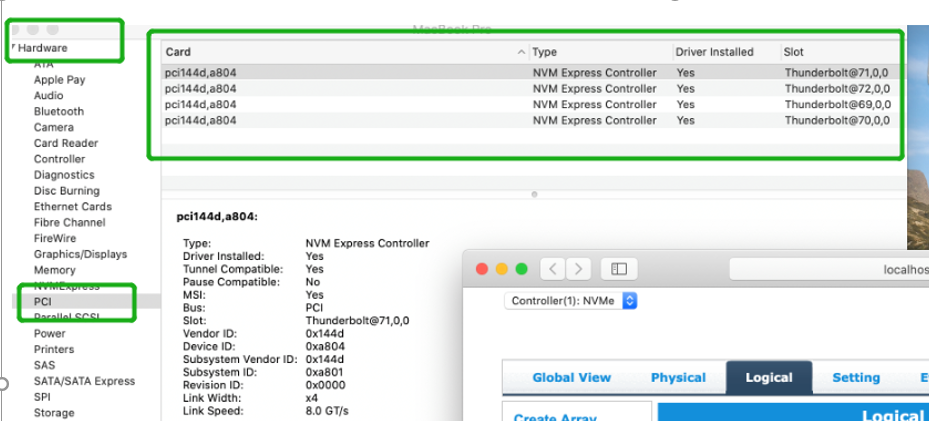 MacBook Pro
Hardware
ATA
Apple Pay
Audio
Bluetooth
Camera
Card Reader
Controller
Diagnostics
Disc Burning
Ethernet Cards
Fibre Channel
FireWire
Graphics/Displays
Memory
NVMExpress
PCI
Parallel SCSI
Power
Printers
SAS
SATA/SATA Express
SPI
Storage
Card Type Driver Installed Slot
pci144d,a804 NVM Express Controller Yes Thunderbolt@71,0,0
pci144d,a804 NVM Express Controller Yes Thunderbolt@72,0,0
pci144d,a804 NVM Express Controller Yes Thunderbolt@69,0,0
pci144d,a804 NVM Express Controller Yes Thunderbolt@70,0,0
pci144d,a804:
Type: NVM Express Controller
Driver Installed: Yes
Tunnel Compatible: Yes
Pause Compatible: No
MSI: Yes
Bus: PCI
Slot: Thunderbolt@71,0,0
Vendor ID: 0x144d
Device ID: 0xa804
Subsystem Vendor ID: 0x144d
Subsystem ID: 0xa801
Revision ID: 0x0000
Link Width: x4
Link Speed: 8.0 GT/s
localhos
Controller(1): NVMe
Global View Physical Logical Setting E
Create Array
Logical